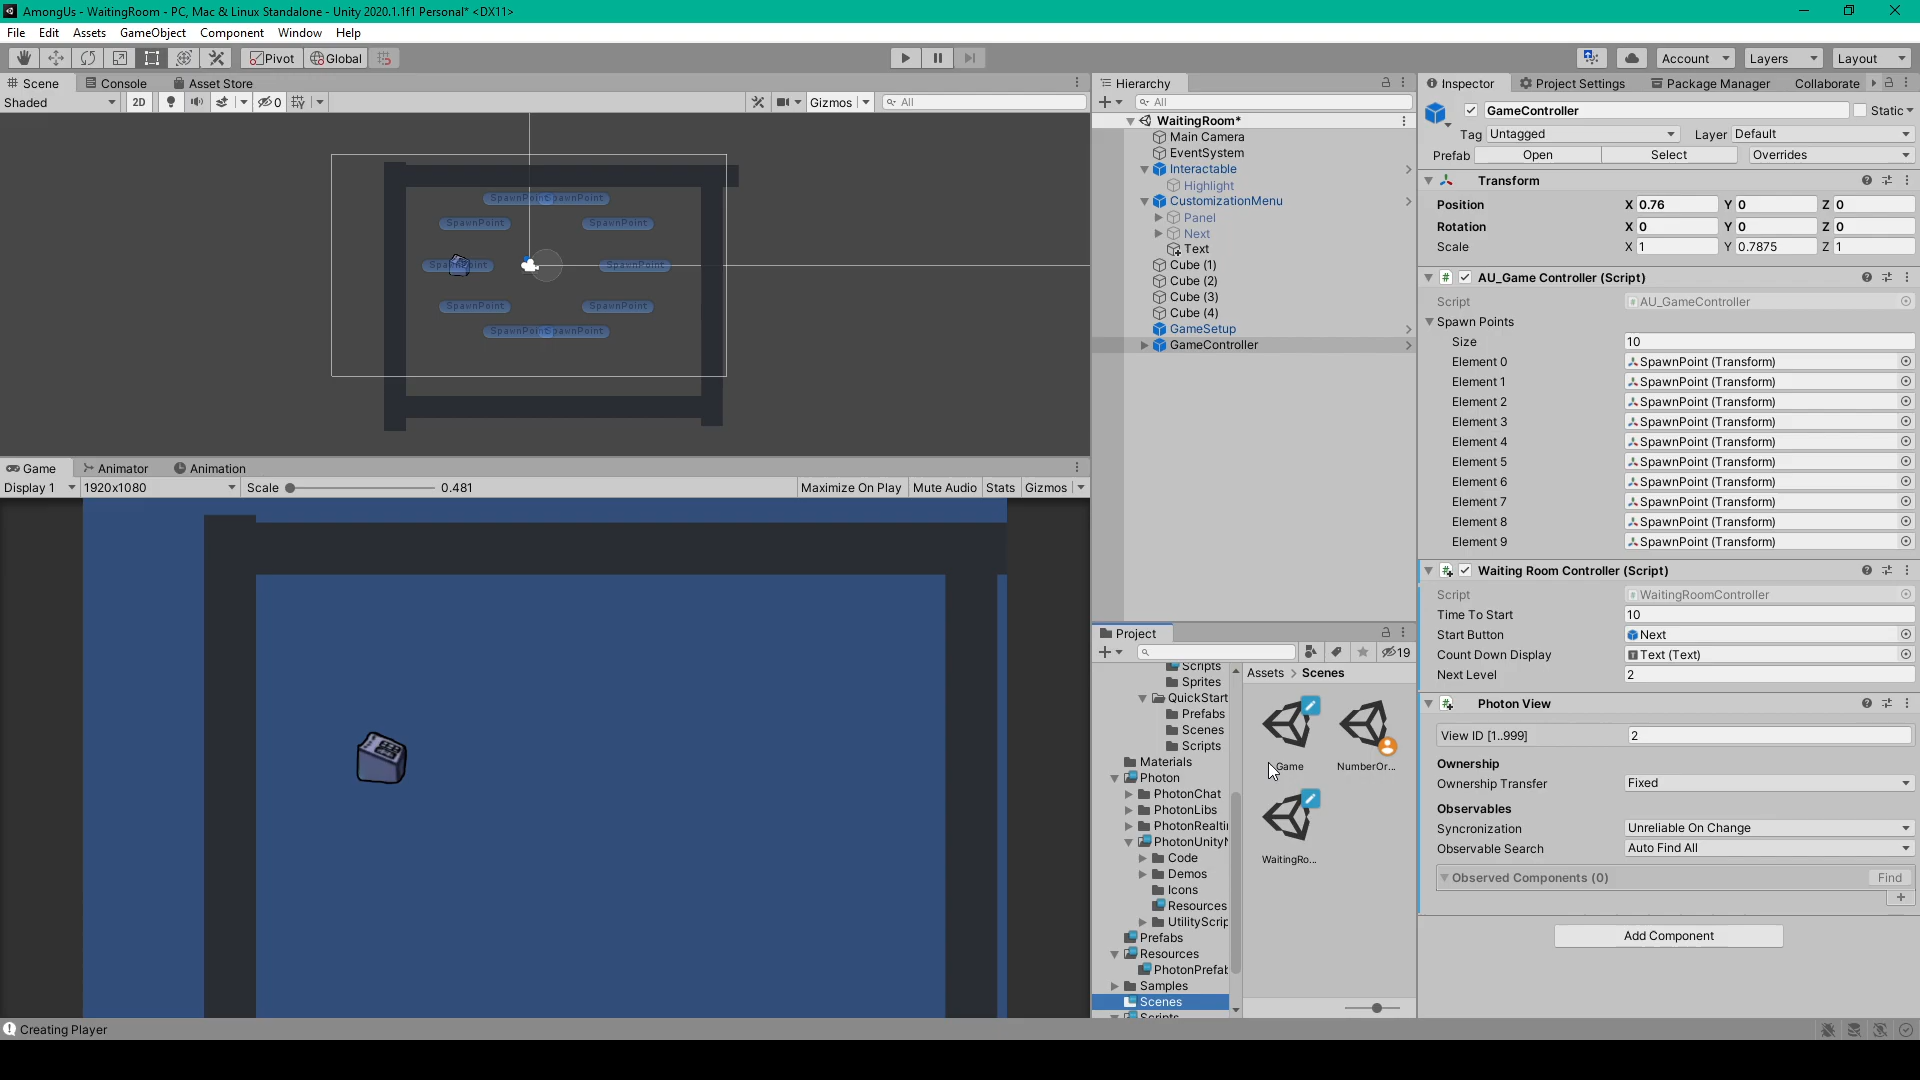 AmongUs - WaitingRoom - PC, Mac & Linux Standalone - Unity 2020.1.1f1 Personal* <DX11>
File Edit Assets GameObject Component Window Help
Pivot Global Account Layers Layout
Scene Console Asset Store
Shaded 2D 0 Gizmos All
SpawnPoint SpawnPoint
SpawnPoint SpawnPoint
SpawnPoint SpawnPoint
SpawnPoint SpawnPoint
SpawnPoint SpawnPoint
Game Animator Animation
Display 1 1920x1080 Scale 0.481 Maximize On Play Mute Audio Stats Gizmos
Creating Player
Hierarchy
All
WaitingRoom*
Main Camera
EventSystem
Interactable
Highlight
CustomizationMenu
Panel
Next
Text
Cube (1)
Cube (2)
Cube (3)
Cube (4)
GameSetup
GameController
Project
19
Scripts
Sprites
QuickStart
Prefabs
Scenes
Scripts
Materials
Photon
PhotonChat
PhotonLibs
PhotonRealti
PhotonUnityN
Code
Demos
Icons
Resources
UtilityScrip
Prefabs
Resources
PhotonPrefab
Samples
Scenes
Scripts
Assets > Scenes
Game NumberOr...
WaitingRo...
Inspector Project Settings Package Manager Collaborate
GameController Static
Tag Untagged Layer Default
Prefab Open Select Overrides
Transform
Position X 0.76 Y 0 Z 0
Rotation X 0 Y 0 Z 0
Scale X 1 Y 0.7875 Z 1
AU_Game Controller (Script)
Script AU_GameController
Spawn Points
Size 10
Element 0 SpawnPoint (Transform)
Element 1 SpawnPoint (Transform)
Element 2 SpawnPoint (Transform)
Element 3 SpawnPoint (Transform)
Element 4 SpawnPoint (Transform)
Element 5 SpawnPoint (Transform)
Element 6 SpawnPoint (Transform)
Element 7 SpawnPoint (Transform)
Element 8 SpawnPoint (Transform)
Element 9 SpawnPoint (Transform)
Waiting Room Controller (Script)
Script WaitingRoomController
Time To Start 10
Start Button Next
Count Down Display Text (Text)
Next Level 2
Photon View
View ID [1..999] 2
Ownership
Ownership Transfer Fixed
Observables
Syncronization Unreliable On Change
Observable Search Auto Find All
Observed Components (0) Find
Add Component